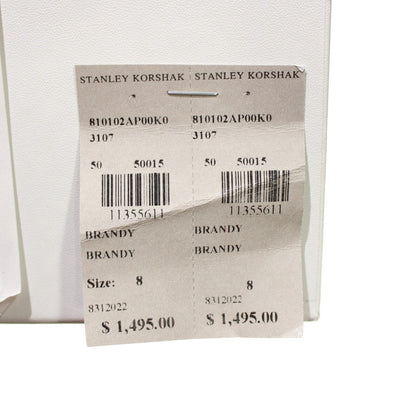 STANLEY KORSHAK STANLEY KORSHAK
810102AP00K0 810102AP00K0
3107 3107
50 50015 50 50015
11355611 11355611
BRANDY BRANDY
BRANDY BRANDY
Size: 8 8
8312022 8312022
$ 1,495.00 $ 1,495.00